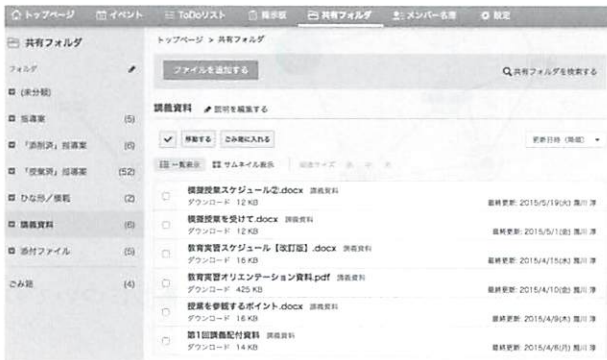 トップページ イベント ToDoリスト 掲示板 共有フォルダ メンバー名簿 設定
共有フォルダ
フォルダ
(未分類)
指導案 (5)
「添削済」指導案 (6)
「授業済」指導案 (52)
ひな形/模範 (2)
講義資料 (6)
添付ファイル (5)
ごみ箱 (4)
トップページ > 共有フォルダ
ファイルを追加する
共有フォルダを検索する
講義資料 説明を編集する
移動する ごみ箱に入れる 更新日時 (降順)
一覧表示 サムネイル表示 画像サイズ 小 中 大
模擬授業スケジュール②.docx 講義資料
ダウンロード 12 KB 最終更新: 2015/5/19(火)
模擬授業を受けて.docx 講義資料
ダウンロード 12 KB 最終更新: 2015/5/1(金)
教育実習スケジュール【改訂版】.docx 講義資料
ダウンロード 16 KB 最終更新: 2015/4/15(水)
教育実習オリエンテーション資料.pdf 講義資料
ダウンロード 425 KB 最終更新: 2015/4/10(金)
授業を参観するポイント.docx 講義資料
ダウンロード 16 KB 最終更新: 2015/4/9(木)
第1回講義配付資料 講義資料
ダウンロード 14 KB 最終更新: 2015/4/6(月)